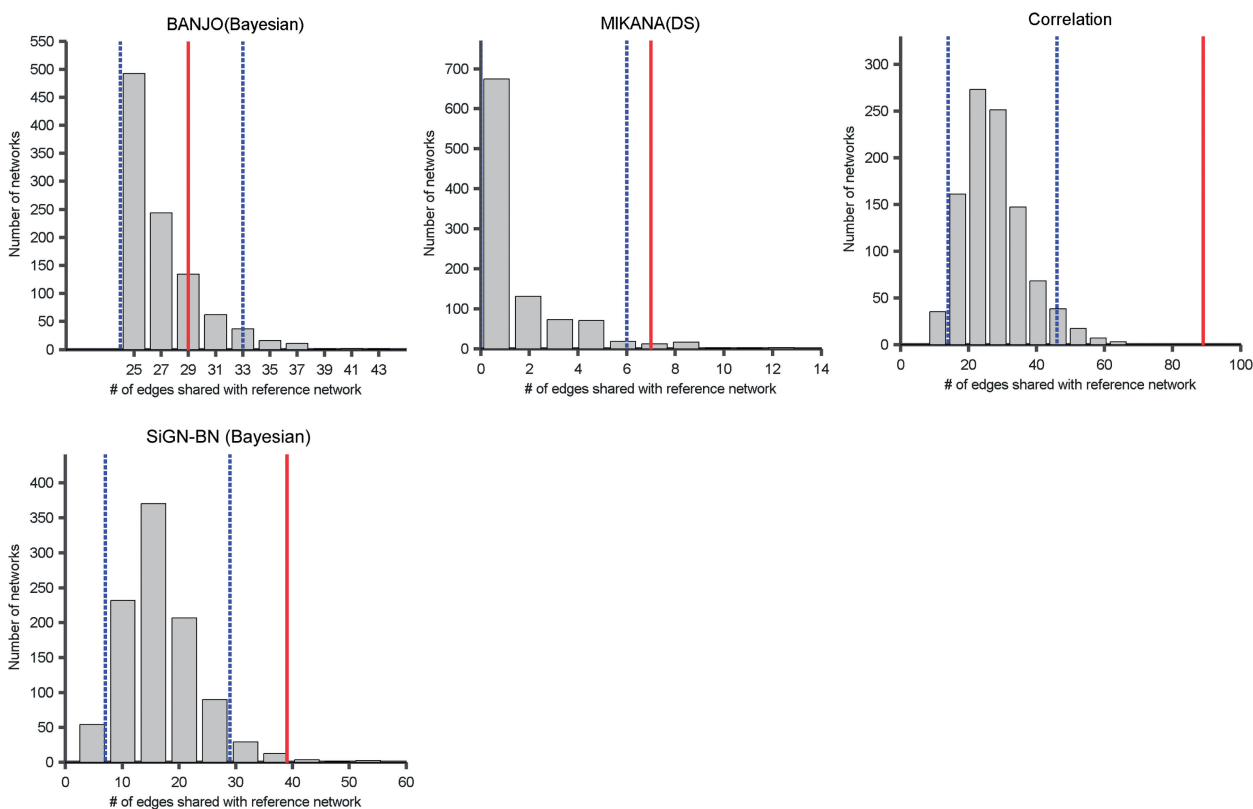 BANJO(Bayesian)
550
500
450
400
350
300
250
200
150
100
50
0
Number of networks
25 27 29 31 33 35 37 39 41 43
# of edges shared with reference network
MIKANA(DS)
700
600
500
400
300
200
100
0
Number of networks
0 2 4 6 8 10 12 14
# of edges shared with reference network
Correlation
300
250
200
150
100
50
0
Number of networks
0 20 40 60 80 100
# of edges shared with reference network
SiGN-BN (Bayesian)
400
350
300
250
200
150
100
50
0
Number of networks
0 10 20 30 40 50 60
# of edges shared with reference network